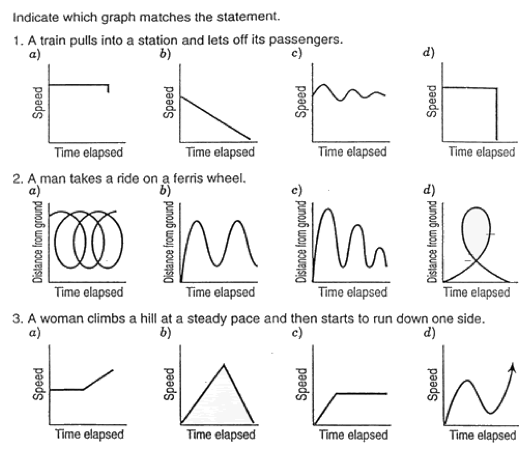 Indicate which graph matches the statement.
1. A train pulls into a station and lets off its passengers.
a) b) c) d)
Speed Speed Speed Speed
Time elapsed Time elapsed Time elapsed Time elapsed
2. A man takes a ride on a ferris wheel.
a) b) c) d)
Distance from ground Distance from ground Distance from ground Distance from ground
Time elapsed Time elapsed Time elapsed Time elapsed
3. A woman climbs a hill at a steady pace and then starts to run down one side.
a) b) c) d)
Speed Speed Speed Speed
Time elapsed Time elapsed Time elapsed Time elapsed